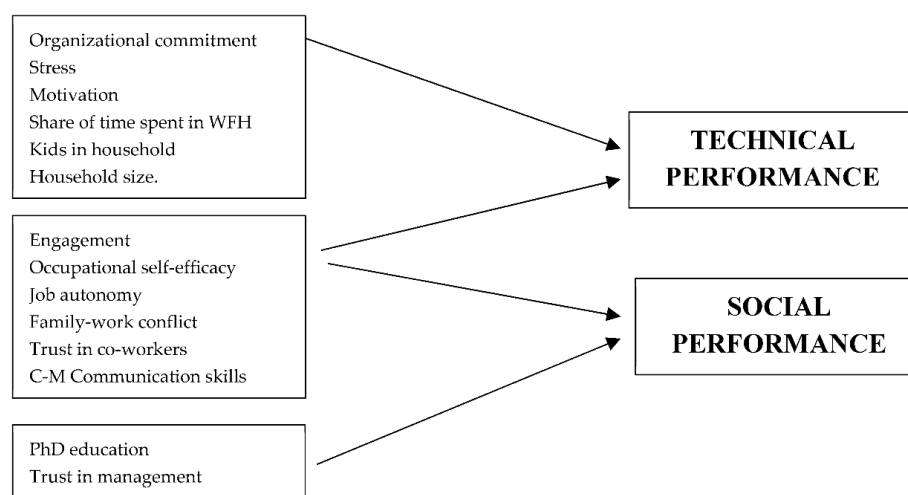 Organizational commitment
Stress
Motivation
Share of time spent in WFH
Kids in household
Household size.
TECHNICAL
PERFORMANCE
Engagement
Occupational self-efficacy
Job autonomy
Family-work conflict
Trust in co-workers
C-M Communication skills
SOCIAL
PERFORMANCE
PhD education
Trust in management